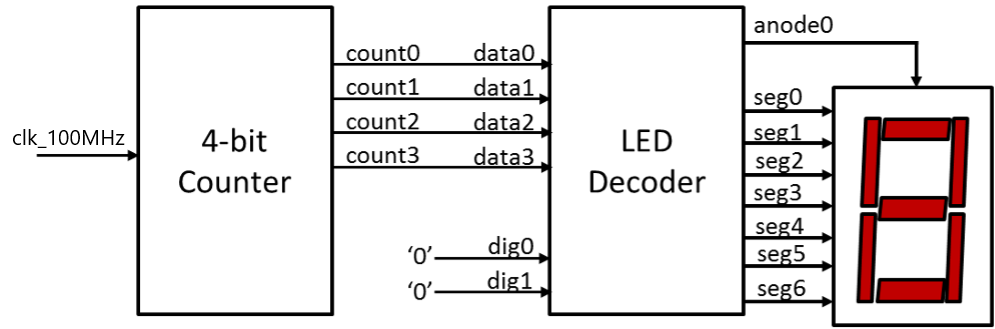 clk_100MHz
4-bit
Counter
count0
count1
count2
count3
data0
data1
data2
data3
‘0’
‘0’
dig0
dig1
LED
Decoder
anode0
seg0
seg1
seg2
seg3
seg4
seg5
seg6